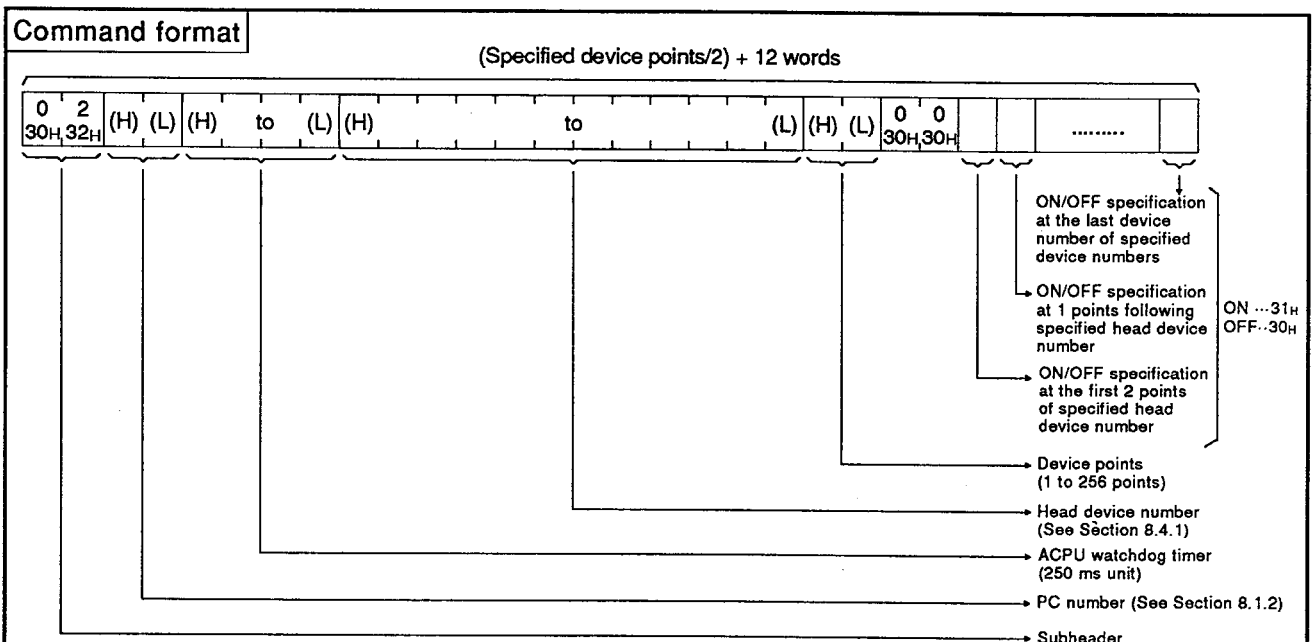 Command format
(Specified device points/2) + 12 words
0 2 (H) (L) (H) to (L) (H) to (L) (H) (L) 0 0 .........
30H 32H 30H 30H
ON/OFF specification
at the last device
number of specified
device numbers
ON/OFF specification
at 1 points following
specified head device
number
ON ···31H
OFF··30H
ON/OFF specification
at the first 2 points
of specified head
device number
Device points
(1 to 256 points)
Head device number
(See Section 8.4.1)
ACPU watchdog timer
(250 ms unit)
PC number (See Section 8.1.2)
Subheader